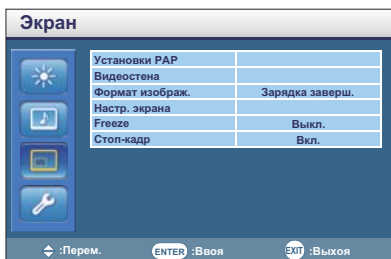 Экран
Установки PAP
Видеостена
Формат изображ. Зарядка заверш.
Настр. экрана
Freeze Выкл.
Стоп-кадр Вкл.
:Перем. ENTER :Ввоя EXIT :Выхоя